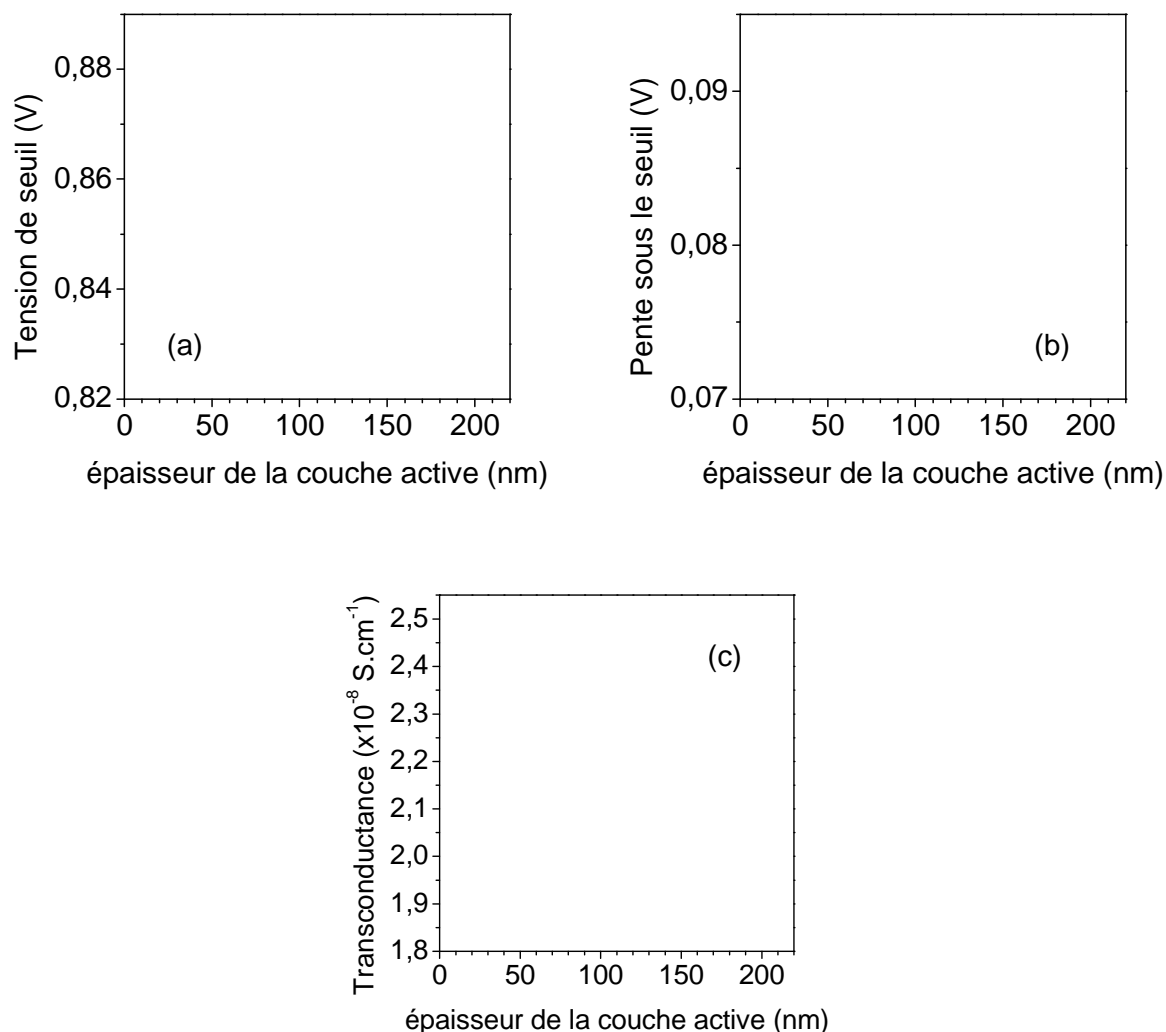 Tension de seuil (V)
0,88
0,86
0,84
0,82
(a)
0 50 100 150 200
épaisseur de la couche active (nm)
Pente sous le seuil (V)
0,09
0,08
0,07
(b)
0 50 100 150 200
épaisseur de la couche active (nm)
Transconductance (x10⁻⁸ S.cm⁻¹)
2,5
2,4
2,3
2,2
2,1
2,0
1,9
1,8
(c)
0 50 100 150 200
épaisseur de la couche active (nm)